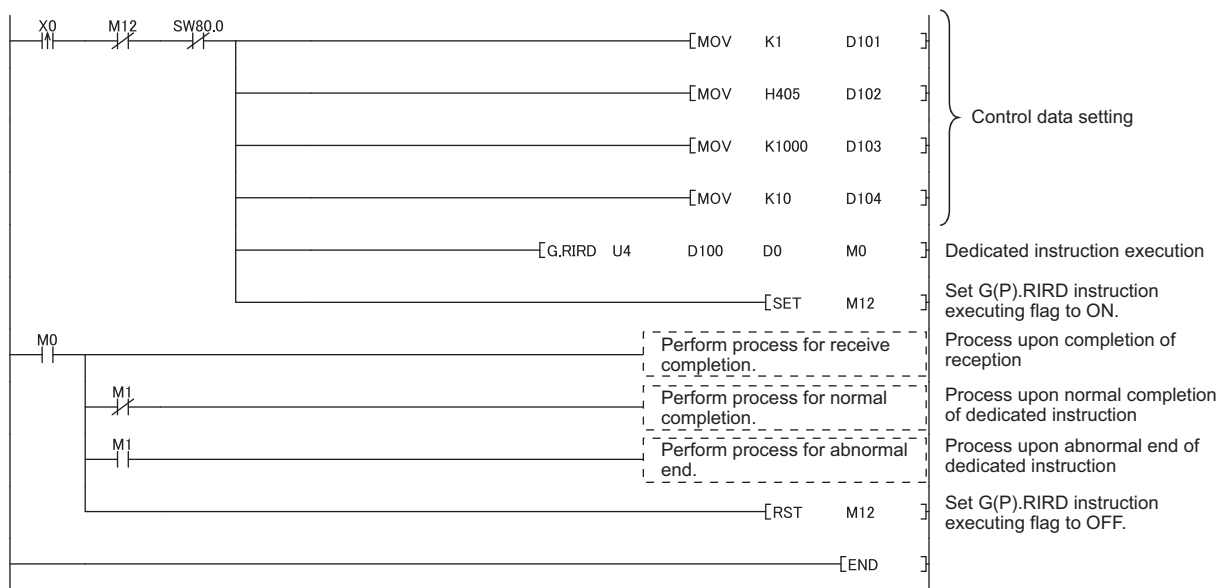 X0 M12 SW80.0
[MOV K1 D101 ]
[MOV H405 D102 ]
Control data setting
[MOV K1000 D103 ]
[MOV K10 D104 ]
[G.RIRD U4 D100 D0 M0 ] Dedicated instruction execution
[SET M12 ] Set G(P).RIRD instruction
executing flag to ON.
M0
Perform process for receive
completion.
Process upon completion of
reception
M1
Perform process for normal
completion.
Process upon normal completion
of dedicated instruction
M1
Perform process for abnormal
end.
Process upon abnormal end of
dedicated instruction
[RST M12 ] Set G(P).RIRD instruction
executing flag to OFF.
[END ]